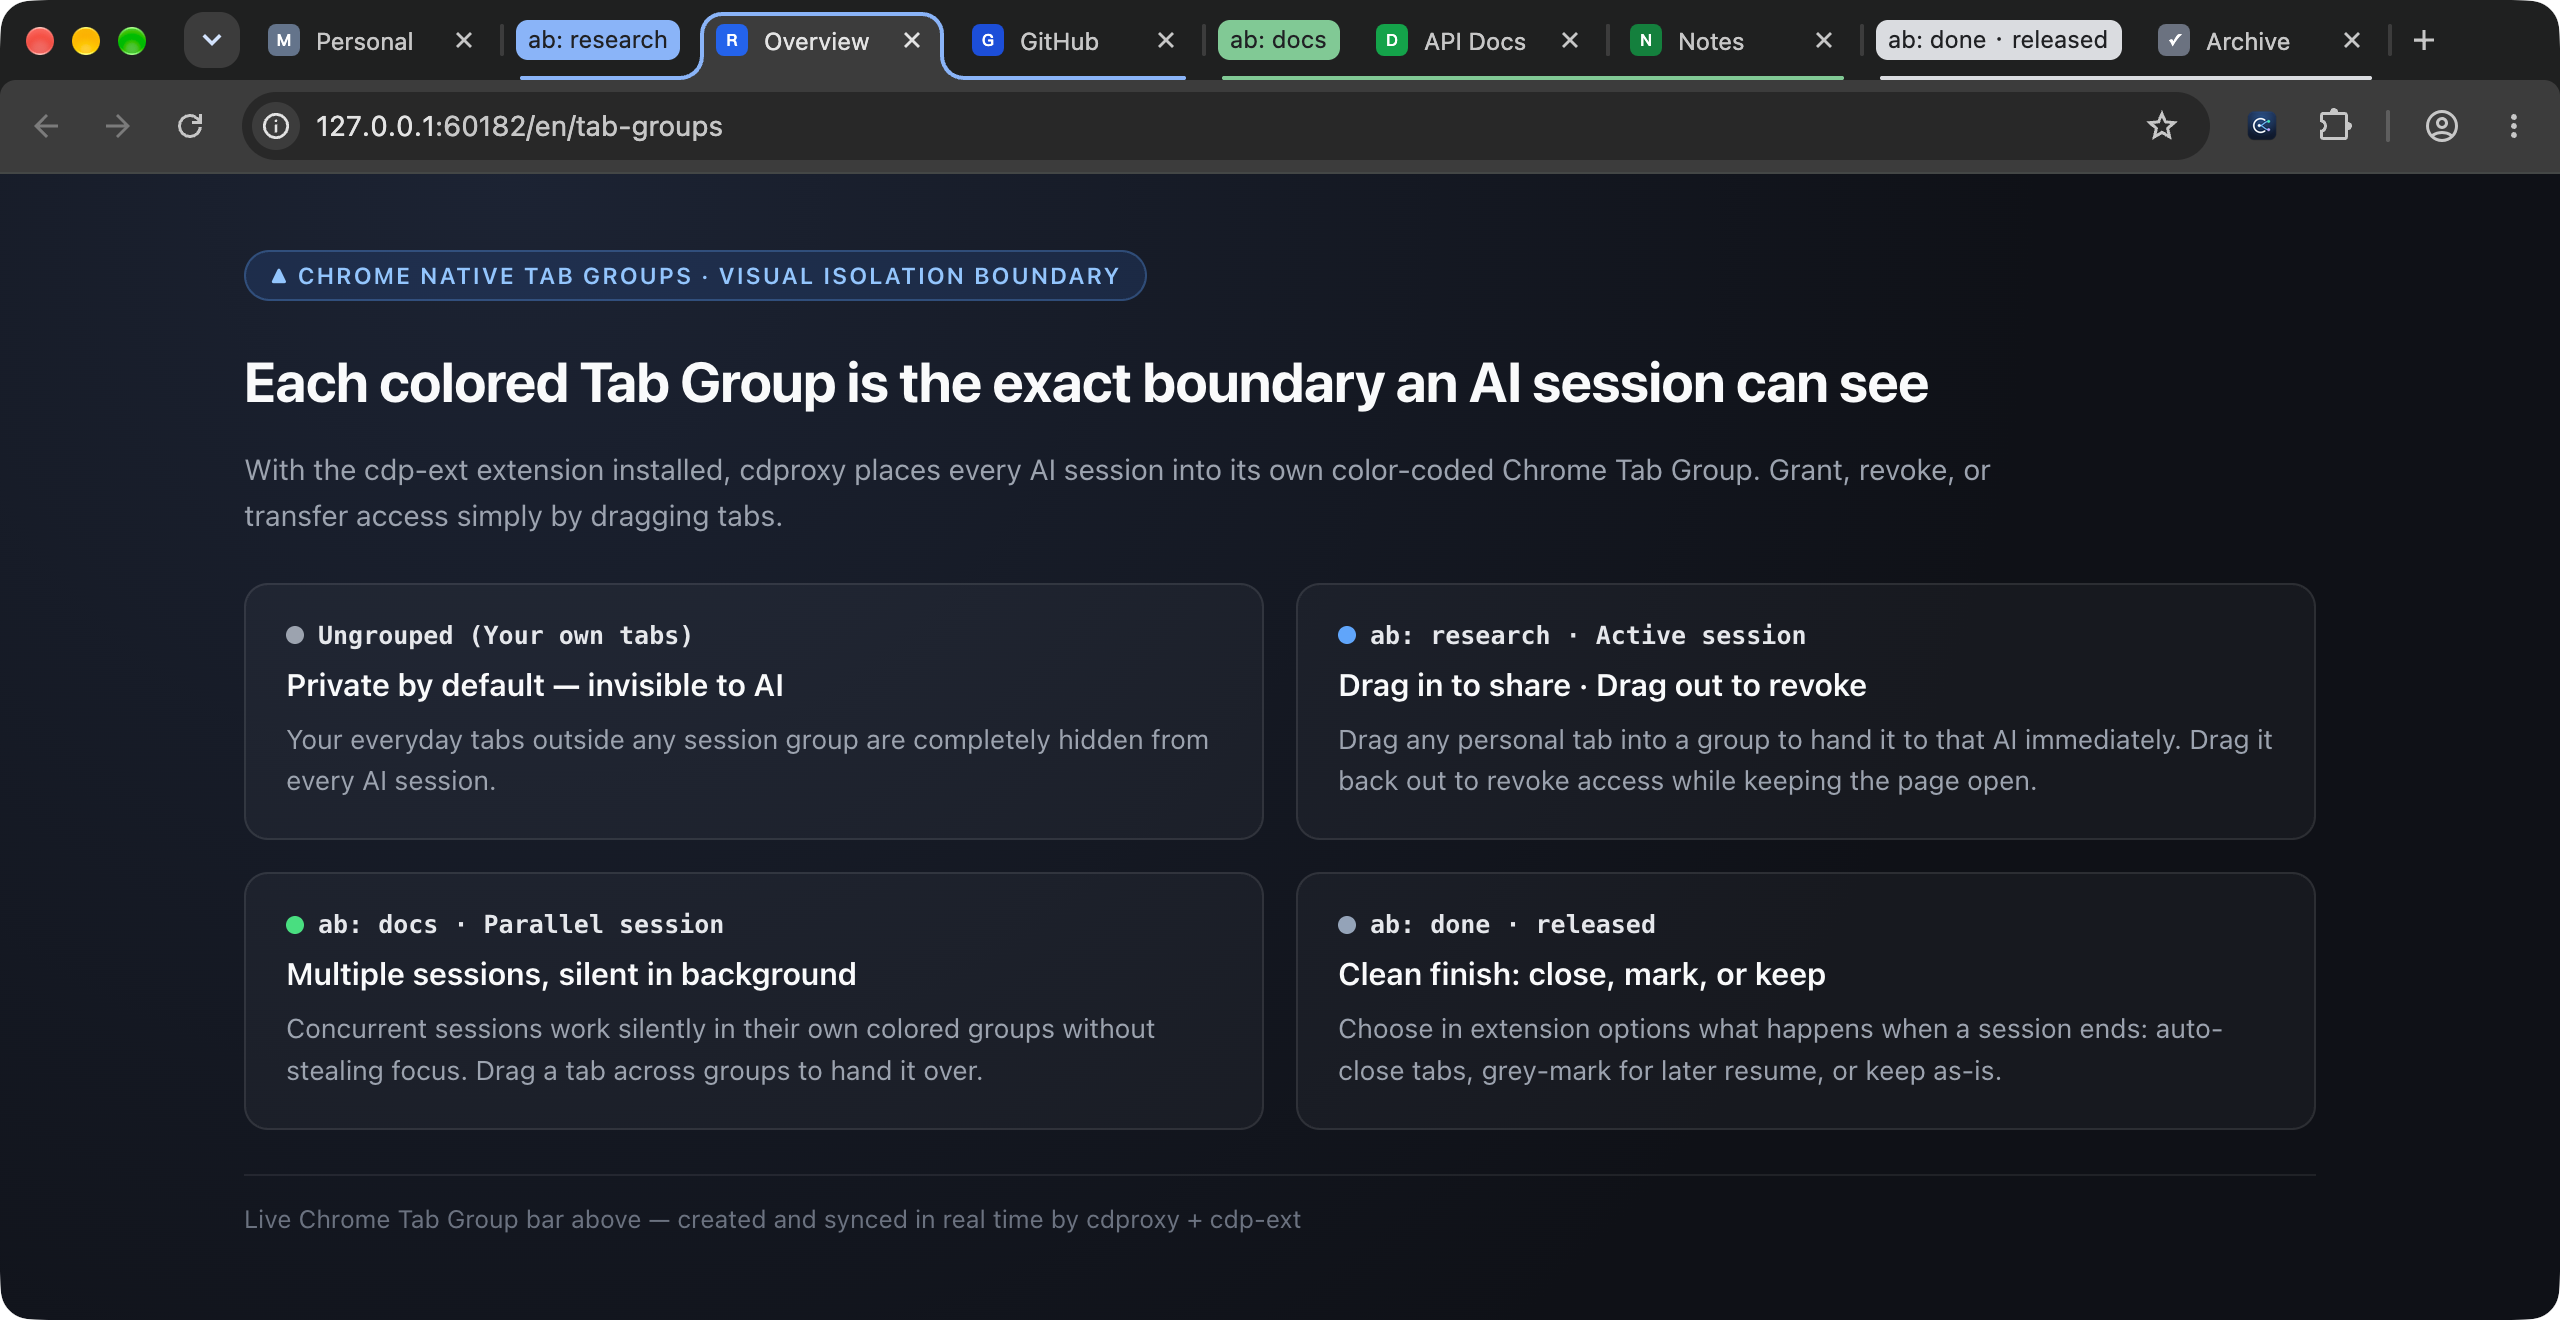 M Personal
ab: research
R Overview
G GitHub
ab: docs
D API Docs
N Notes
ab: done · released
✓ Archive
127.0.0.1:60182/en/tab-groups
▲ CHROME NATIVE TAB GROUPS · VISUAL ISOLATION BOUNDARY
Each colored Tab Group is the exact boundary an AI session can see
With the cdp-ext extension installed, cdproxy places every AI session into its own color-coded Chrome Tab Group. Grant, revoke, or
transfer access simply by dragging tabs.
Ungrouped (Your own tabs)
Private by default — invisible to AI
Your everyday tabs outside any session group are completely hidden from
every AI session.
ab: research · Active session
Drag in to share · Drag out to revoke
Drag any personal tab into a group to hand it to that AI immediately. Drag it
back out to revoke access while keeping the page open.
ab: docs · Parallel session
Multiple sessions, silent in background
Concurrent sessions work silently in their own colored groups without
stealing focus. Drag a tab across groups to hand it over.
ab: done · released
Clean finish: close, mark, or keep
Choose in extension options what happens when a session ends: auto-
close tabs, grey-mark for later resume, or keep as-is.
Live Chrome Tab Group bar above — created and synced in real time by cdproxy + cdp-ext